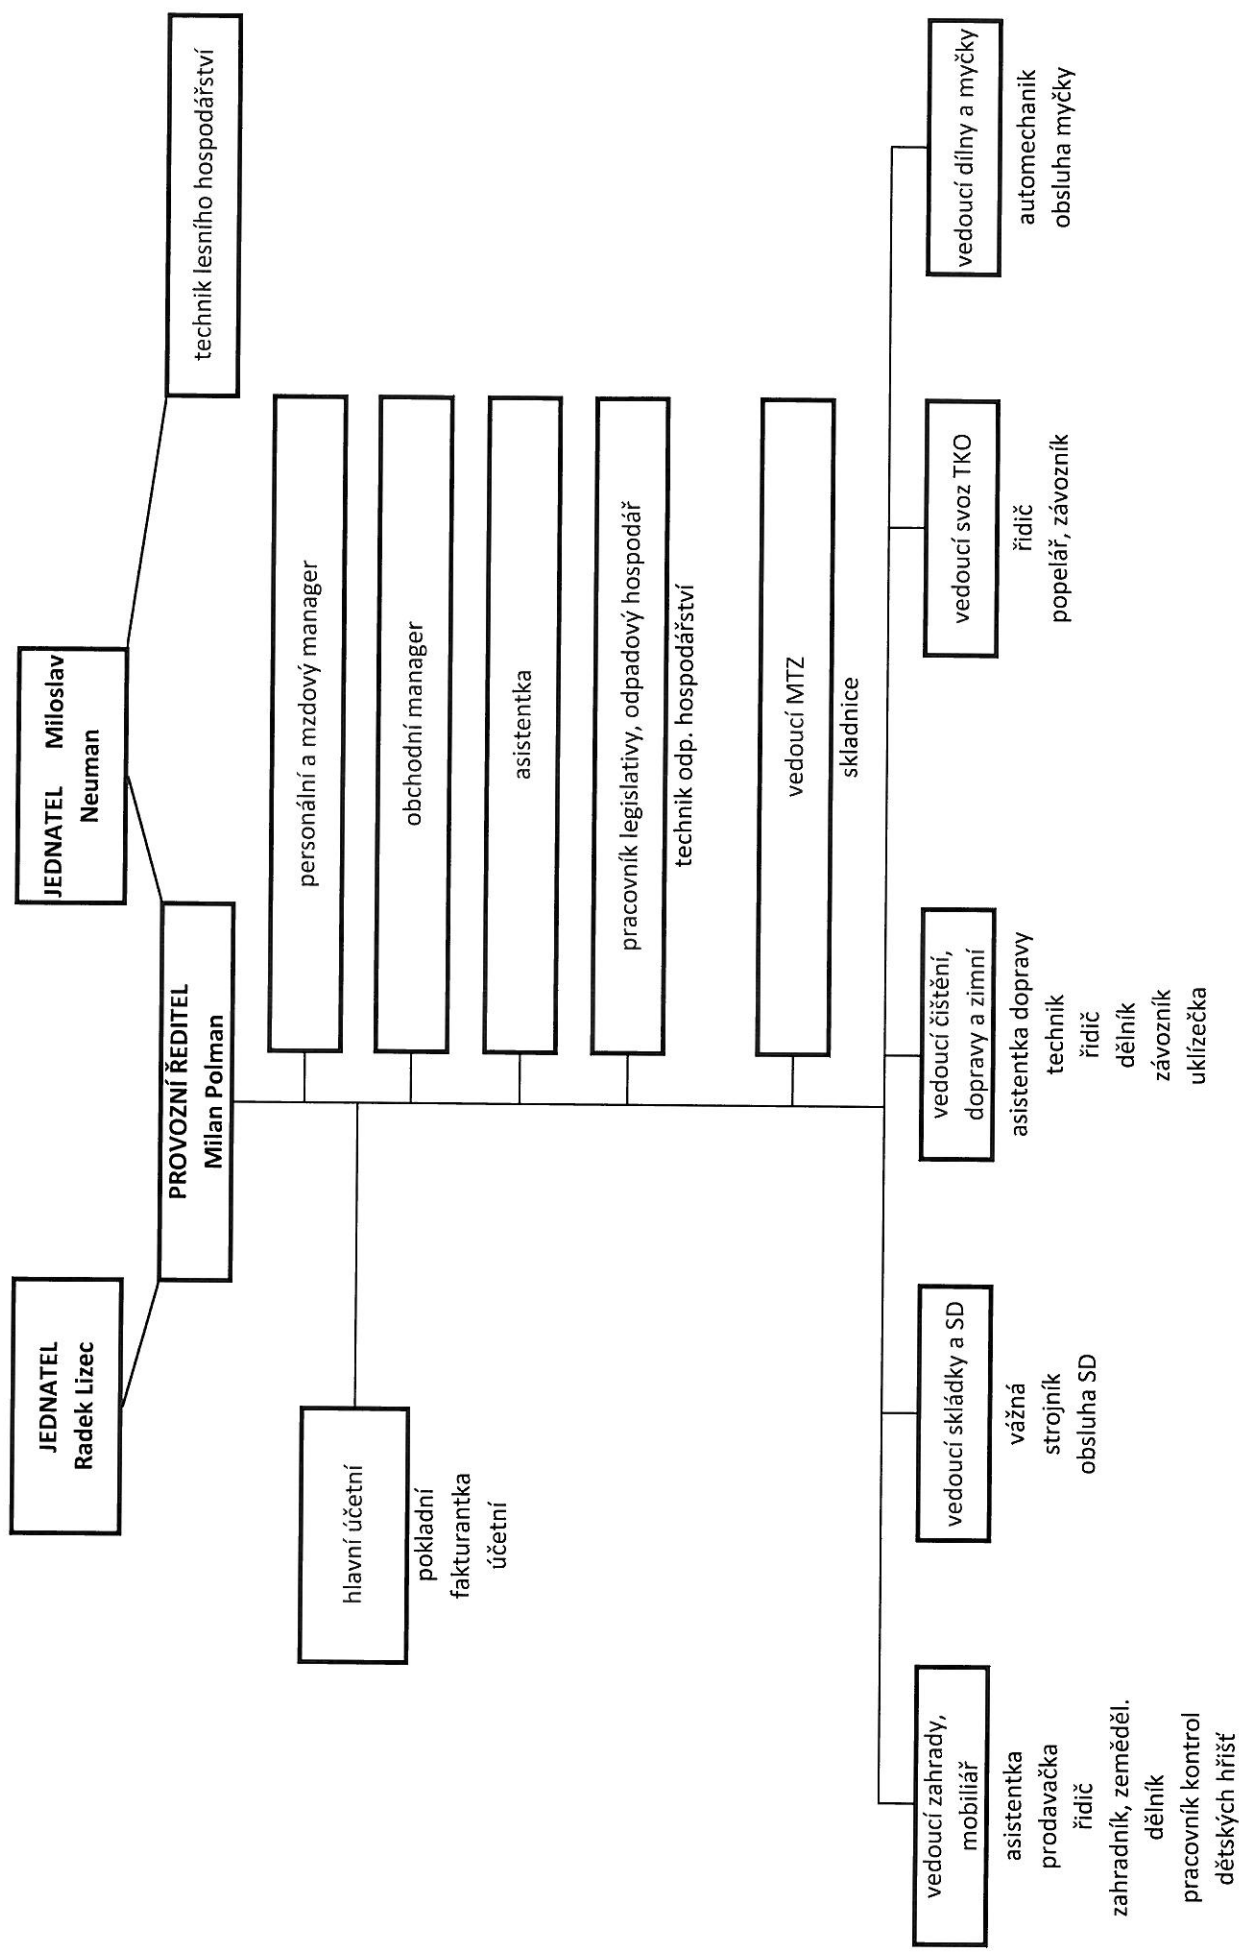 JEDNATEL
Radek Lizec
JEDNATEL Miloslav
Neuman
PROVOZNÍ ŘEDITEL
Milan Polman
technik lesního hospodářství
personální a mzdový manager
hlavní účetní
pokladní
fakturantka
účetní
obchodní manager
asistentka
pracovník legislativy, odpadový hospodář
technik odp. hospodářství
vedoucí MTZ
skladnice
vedoucí zahrady,
mobiliář
asistentka
prodavačka
řidič
zahradník, zeměděl.
dělník
pracovník kontrol
dětských hřišť
vedoucí skládky a SD
vážná
strojník
obsluha SD
vedoucí čištění,
dopravy a zimní
asistentka dopravy
technik
řidič
dělník
závozník
uklízečka
vedoucí svoz TKO
řidič
popelář, závozník
vedoucí dílny a myčky
automechanik
obsluha myčky